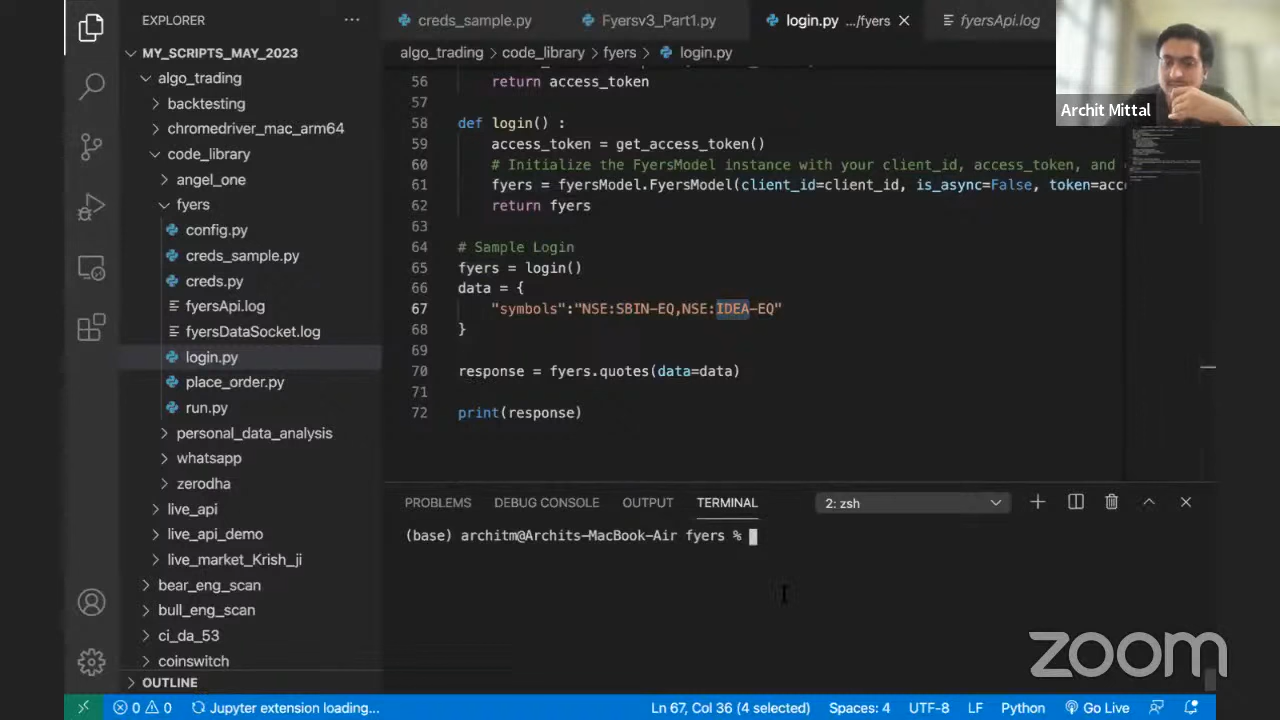 EXPLORER
MY_SCRIPTS_MAY_2023
algo_trading
backtesting
chromedriver_mac_arm64
code_library
angel_one
fyers
config.py
creds_sample.py
creds.py
fyersApi.log
fyersDataSocket.log
login.py
place_order.py
run.py
personal_data_analysis
whatsapp
zerodha
live_api
live_api_demo
live_market_Krish_ji
bear_eng_scan
bull_eng_scan
ci_da_53
coinswitch
OUTLINE
creds_sample.py Fyersv3_Part1.py login.py .../fyers fyersApi.log
algo_trading > code_library > fyers > login.py
56 return access_token
57
58 def login() :
59 access_token = get_access_token()
60 # Initialize the FyersModel instance with your client_id, access_token, and
61 fyers = fyersModel.FyersModel(client_id=client_id, is_async=False, token=acc
62 return fyers
63
64 # Sample Login
65 fyers = login()
66 data = {
67 "symbols":"NSE:SBIN-EQ,NSE:IDEA-EQ"
68 }
69
70 response = fyers.quotes(data=data)
71
72 print(response)
Archit Mittal
PROBLEMS DEBUG CONSOLE OUTPUT TERMINAL 2: zsh
(base) architm@Archits-MacBook-Air fyers %
zoom
0 0 Jupyter extension loading... Ln 67, Col 36 (4 selected) Spaces: 4 UTF-8 LF Python Go Live